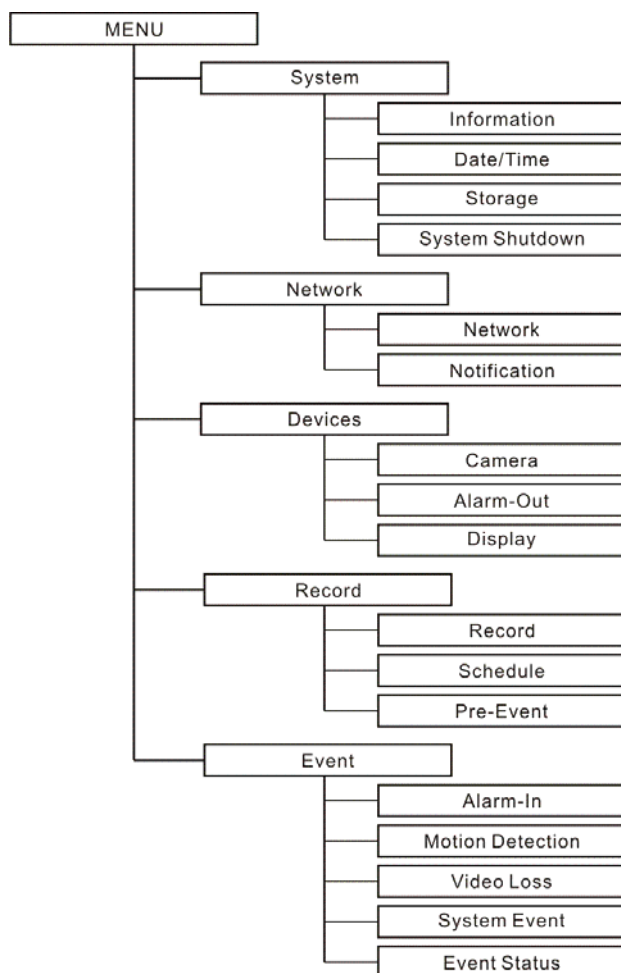 MENU
System
Information
Date/Time
Storage
System Shutdown
Network
Network
Notification
Devices
Camera
Alarm-Out
Display
Record
Record
Schedule
Pre-Event
Event
Alarm-In
Motion Detection
Video Loss
System Event
Event Status